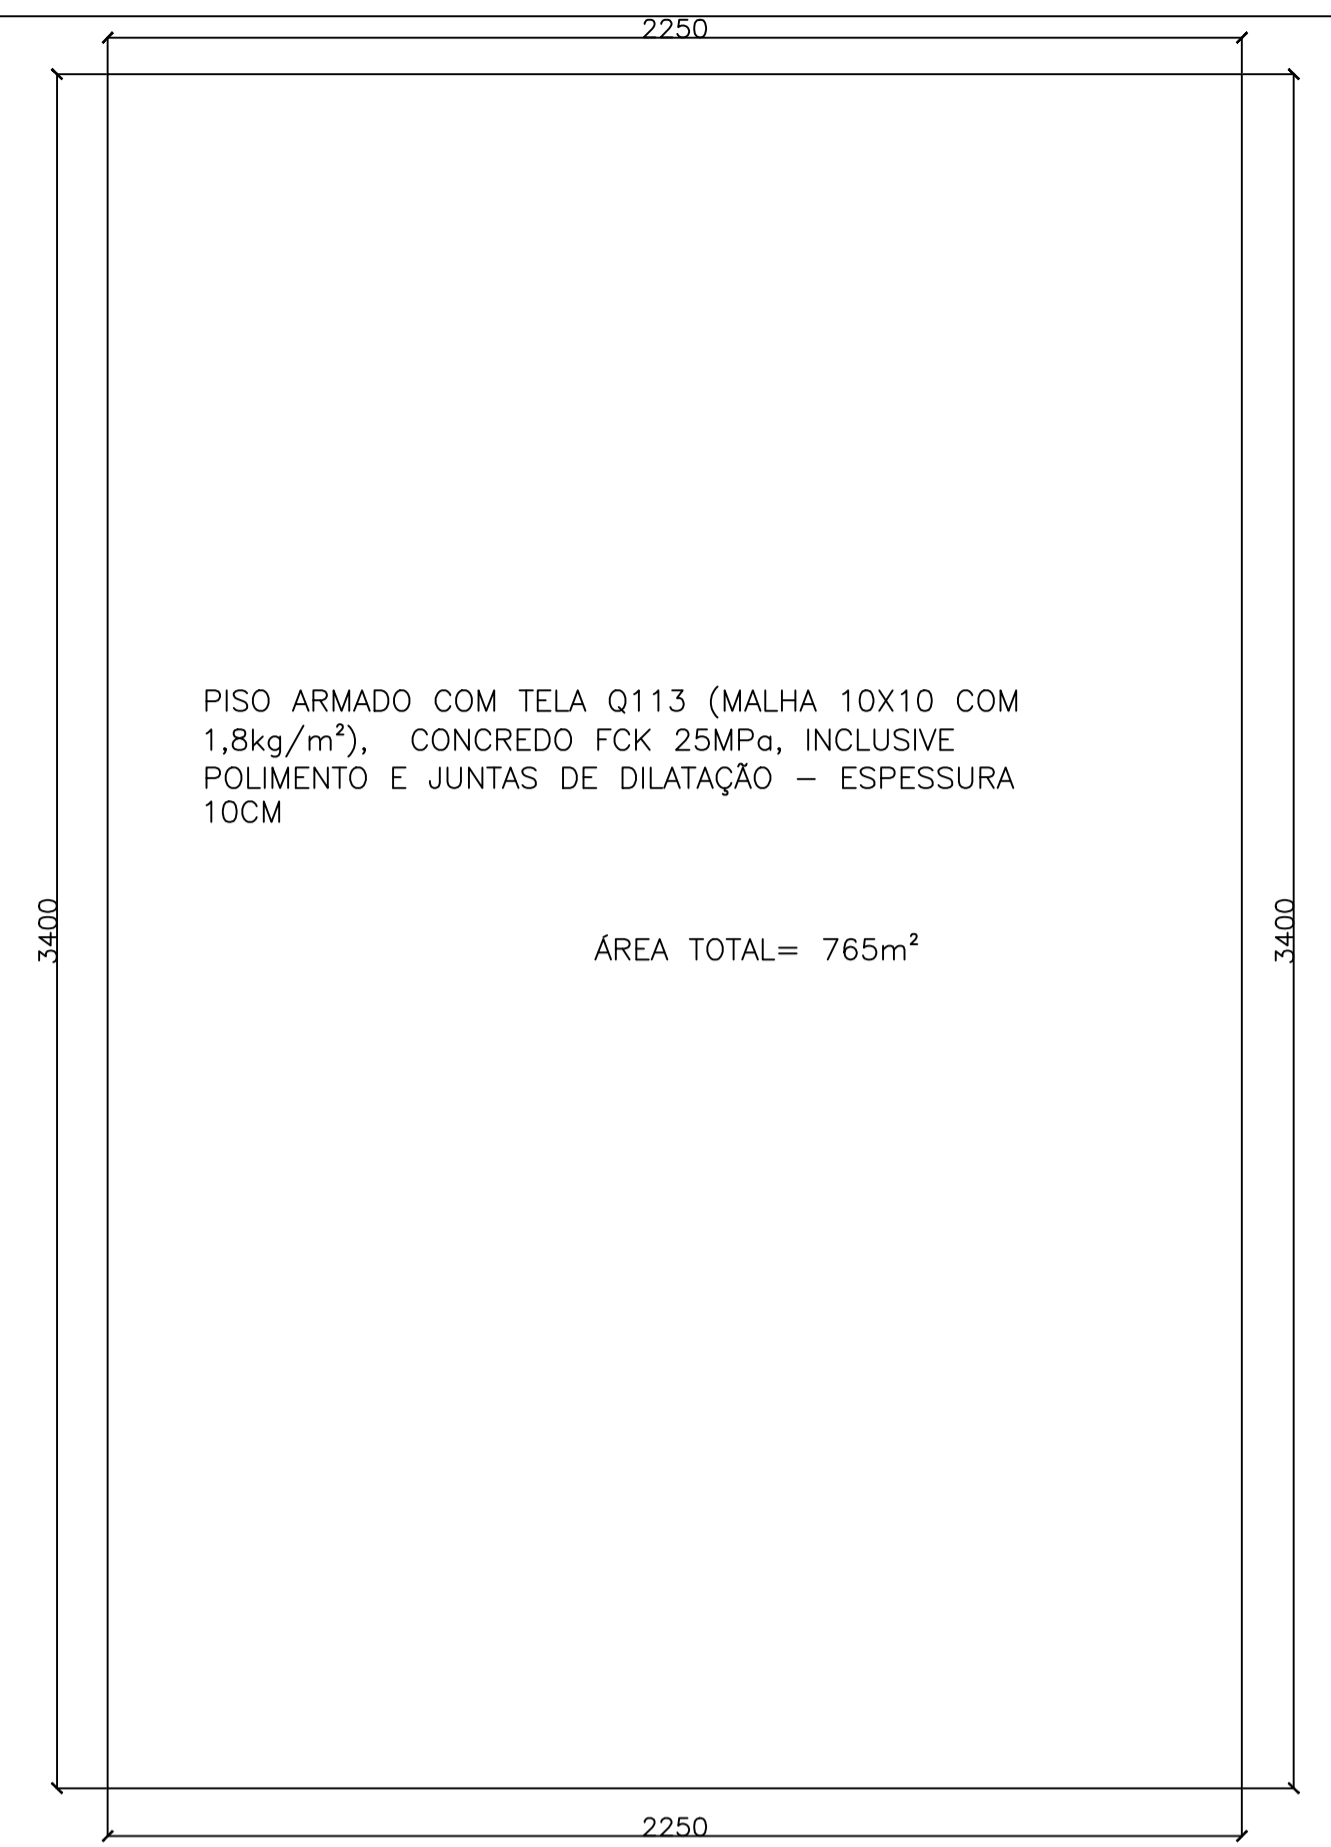 2250
PISO ARMADO COM TELA Q113 (MALHA 10X10 COM
1,8kg/m²), CONCREDO FCK 25MPa, INCLUSIVE
POLIMENTO E JUNTAS DE DILATAÇÃO – ESPESSURA
10CM
3400
3400
ÁREA TOTAL= 765m²
2250